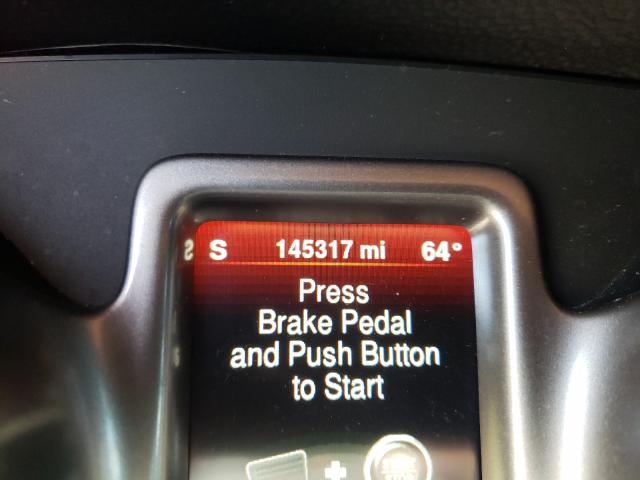 S 145317 mi 64°
Press
Brake Pedal
and Push Button
to Start